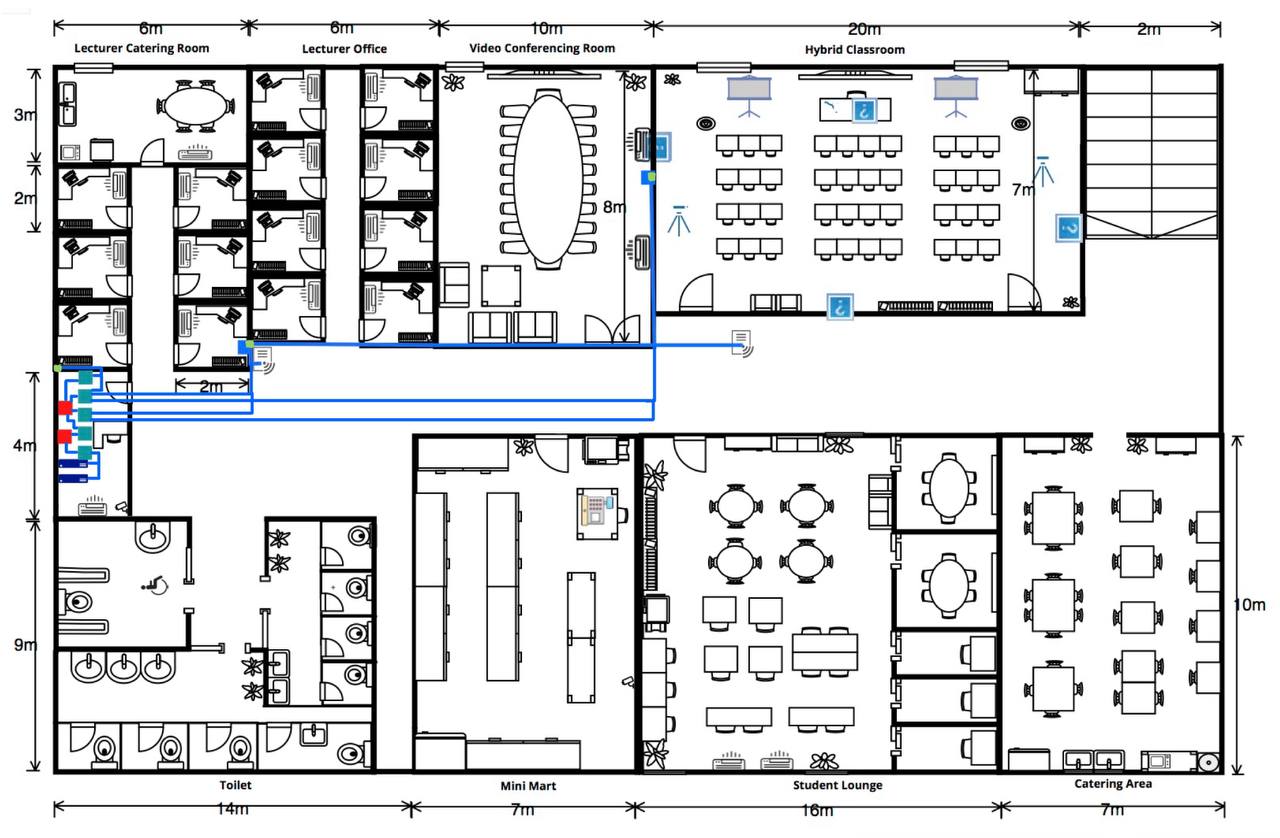 6m
6m
10m
20m
2m
Lecturer Catering Room
Lecturer Office
Video Conferencing Room
Hybrid Classroom
3m
2m
8m
7m
2m
4m
9m
10m
Toilet
Mini Mart
Student Lounge
Catering Area
14m
7m
16m
7m